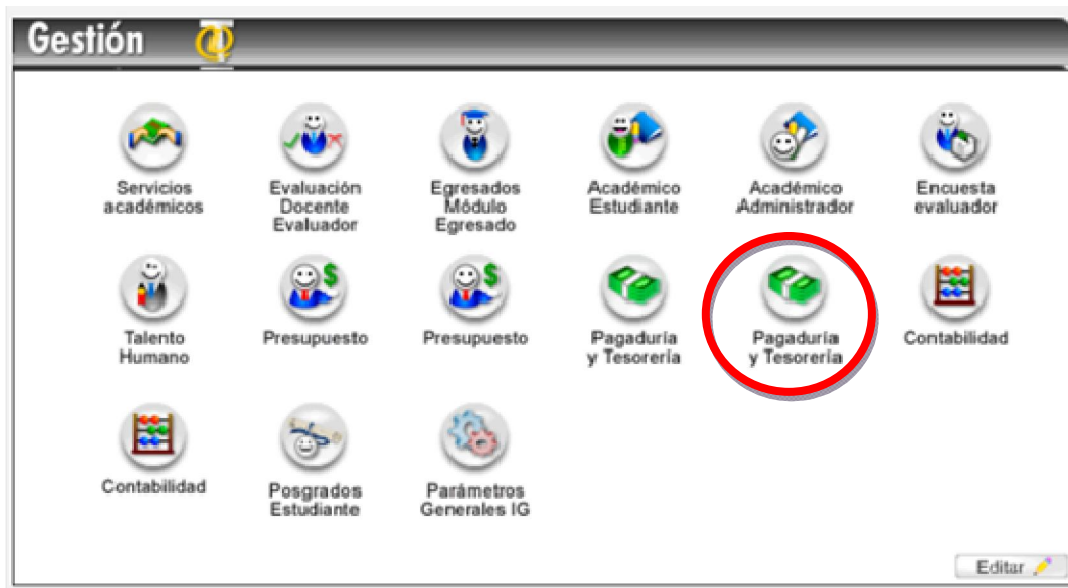 Gestión @
Servicios
académicos
Evaluación
Docente
Evaluador
Egresados
Módulo
Egresado
Académico
Estudiante
Académico
Administrador
Encuesta
evaluador
Talento
Humano
Presupuesto
Presupuesto
Pagaduría
y Tesorería
Pagaduría
y Tesorería
Contabilidad
Contabilidad
Posgrados
Estudiante
Parámetros
Generales IG
Editar